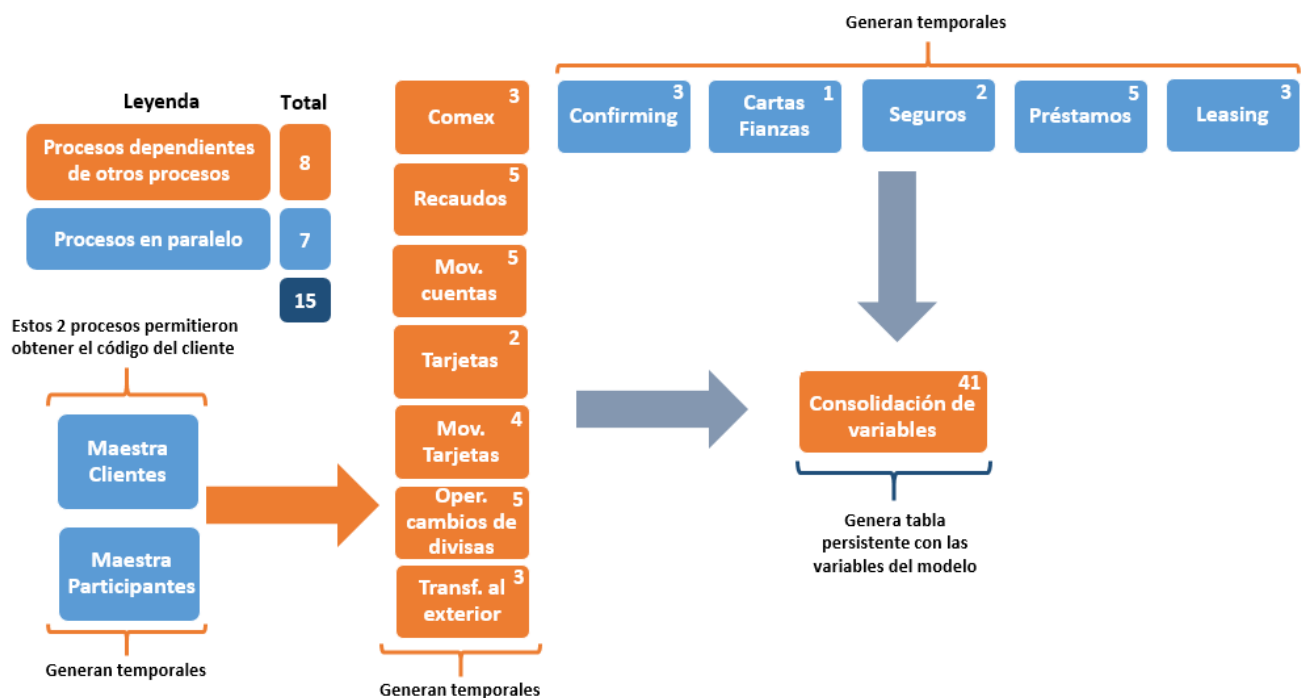 Generan temporales
Leyenda
Total
Procesos dependientes
de otros procesos
8
Procesos en paralelo
7
15
Estos 2 procesos permitieron
obtener el código del cliente
Maestra
Clientes
Maestra
Participantes
Generan temporales
3
Comex
5
Recaudos
5
Mov.
cuentas
2
Tarjetas
4
Mov.
Tarjetas
5
Oper.
cambios de
divisas
3
Transf. al
exterior
Generan temporales
3
Confirming
1
Cartas
Fianzas
2
Seguros
5
Préstamos
3
Leasing
41
Consolidación de
variables
Genera tabla
persistente con las
variables del modelo